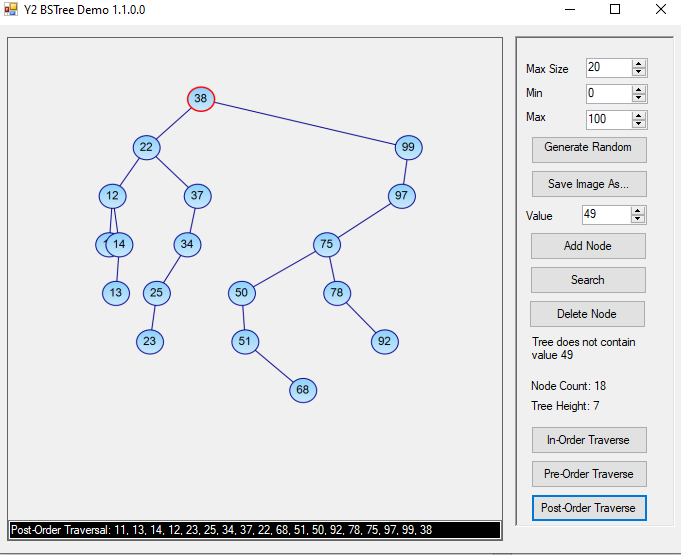 Y2 BSTree Demo 1.1.0.0
38
22
99
12
37
97
14
34
75
13
25
50
78
23
51
92
68
Post-Order Traversal: 11, 13, 14, 12, 23, 25, 34, 37, 22, 68, 51, 50, 92, 78, 75, 97, 99, 38
Max Size 20
Min 0
Max 100
Generate Random
Save Image As...
Value 49
Add Node
Search
Delete Node
Tree does not contain
value 49
Node Count: 18
Tree Height: 7
In-Order Traverse
Pre-Order Traverse
Post-Order Traverse